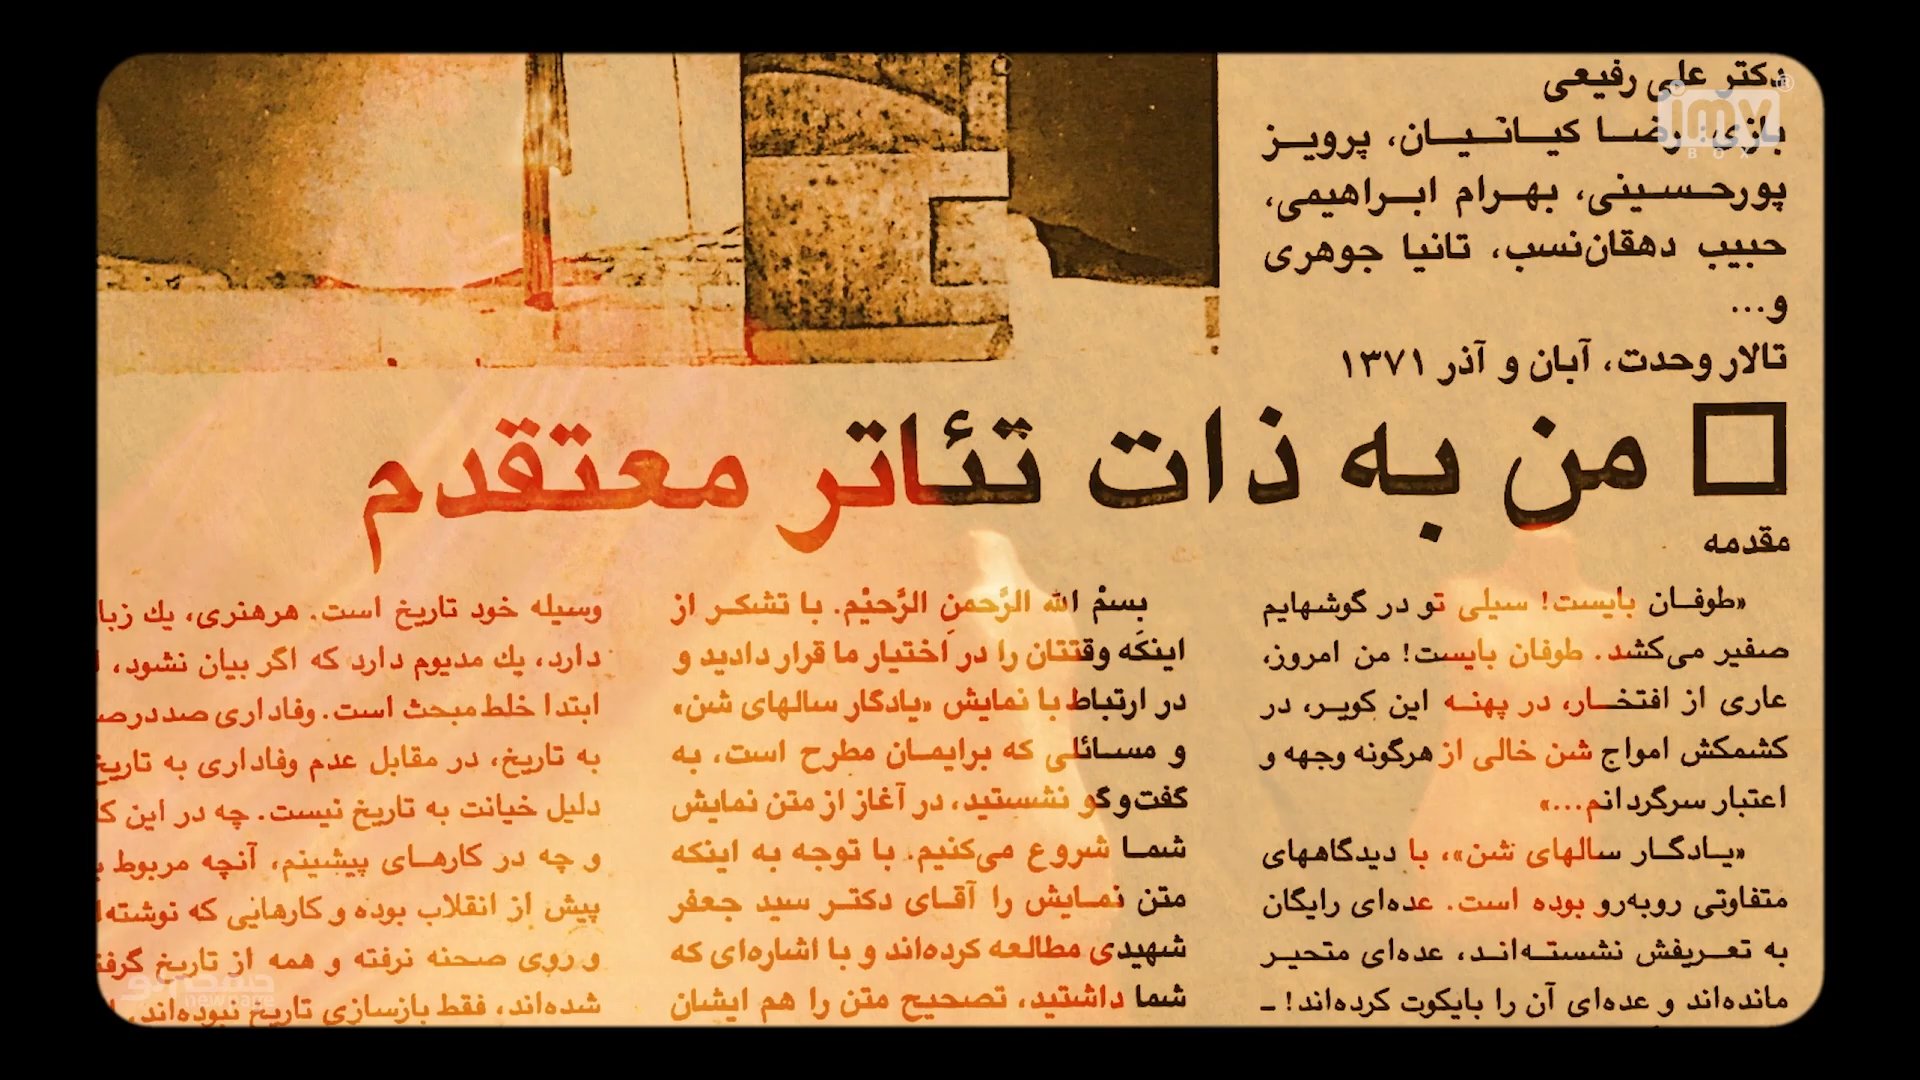 دکتر علی رفیعی
بازی: رضا کیانیان، پرویز
پورحسینی، بهرام ابراهیمی،
حبیب دهقان‌نسب، تانیا جوهری
و...
تالار وحدت، آبان و آذر ۱۳۷۱
من به ذات تئاتر معتقدم
مقدمه
«طوفان بایست! سیلی تو در گوشهایم
صفیر می‌کشد. طوفان بایست! من امروز،
عاری از افتخار، در پهنه این کویر، در
کشمکش امواج شن خالی از هرگونه وجهه و
اعتبار سرگردانم...»
«یادگار سالهای شن»، با دیدگاههای
متفاوتی روبه‌رو بوده است. عده‌ای رایگان
به تعریفش نشسته‌اند، عده‌ای متحیر
مانده‌اند و عده‌ای آن را بایکوت کرده‌اند! ـ
بِسمْ الله الرَّحمنِ الرَّحیْم. با تشکر از
اینکه وقتتان را در اختیار ما قرار دادید و
در ارتباط با نمایش «یادگار سالهای شن»
و مسائلی که برایمان مطرح است، به
گفت‌وگو نشستید، در آغاز از متن نمایش
شما شروع می‌کنیم. با توجه به اینکه
متن نمایش را آقای دکتر سید جعفر
شهیدی مطالعه کرده‌اند و با اشاره‌ای که
شما داشتید، تصحیح متن را هم ایشان
وسیله خود تاریخ است. هرهنری، یك
دارد، یك مدیوم دارد که اگر بیان نشود،
ابتدا خلط مبحث است. وفاداری صددرصد
به تاریخ، در مقابل عدم وفاداری به تاریخ
دلیل خیانت به تاریخ نیست. چه در این
و چه در کارهای پیشینم، آنچه مربوط
پیش از انقلاب بوده و کارهایی که
و روی صحنه نرفته و همه از تاریخ
شده‌اند، فقط بازسازی تاریخ نبوده‌اند.
imvBOX
صفحه نو
newpage